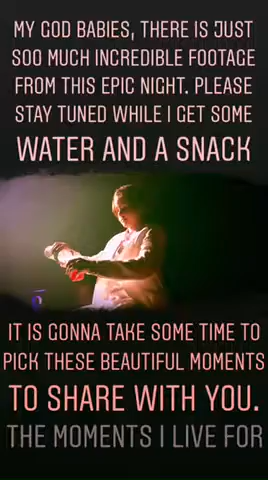 MY GOD BABIES, THERE IS JUST
SOO MUCH INCREDIBLE FOOTAGE
FROM THIS EPIC NIGHT. PLEASE
STAY TUNED WHILE I GET SOME
WATER AND A SNACK
IT IS GONNA TAKE SOME TIME TO
PICK THESE BEAUTIFUL MOMENTS
TO SHARE WITH YOU.
THE MOMENTS I LIVE FOR